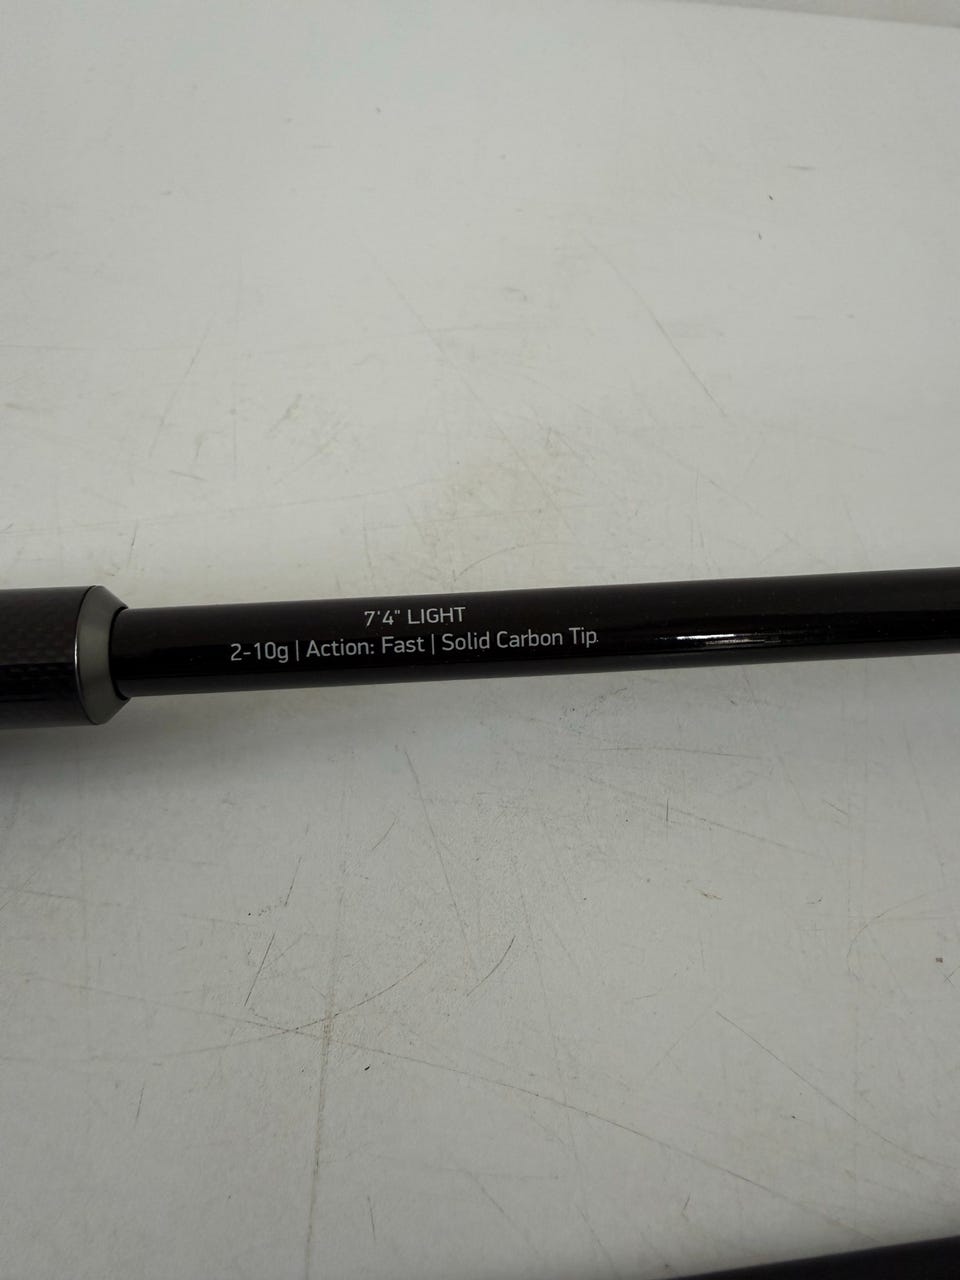 7'4" LIGHT
2-10g | Action: Fast | Solid Carbon Tip